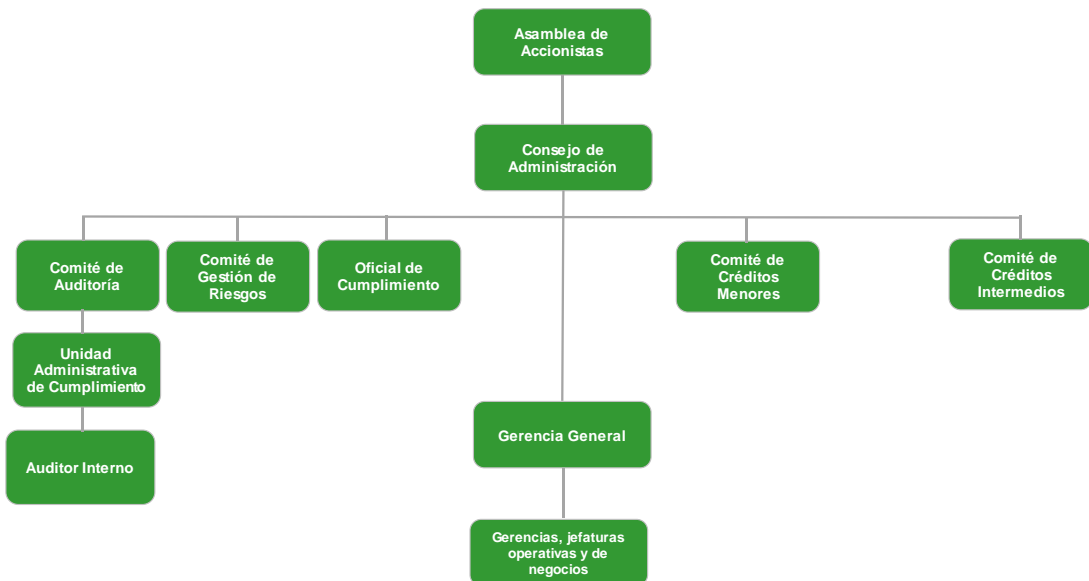 Asamblea de
Accionistas
Consejo de
Administración
Comité de
Auditoría
Comité de
Gestión de
Riesgos
Oficial de
Cumplimiento
Comité de
Créditos
Menores
Comité de
Créditos
Intermedios
Unidad
Administrativa
de Cumplimiento
Auditor Interno
Gerencia General
Gerencias, jefaturas
operativas y de
negocios